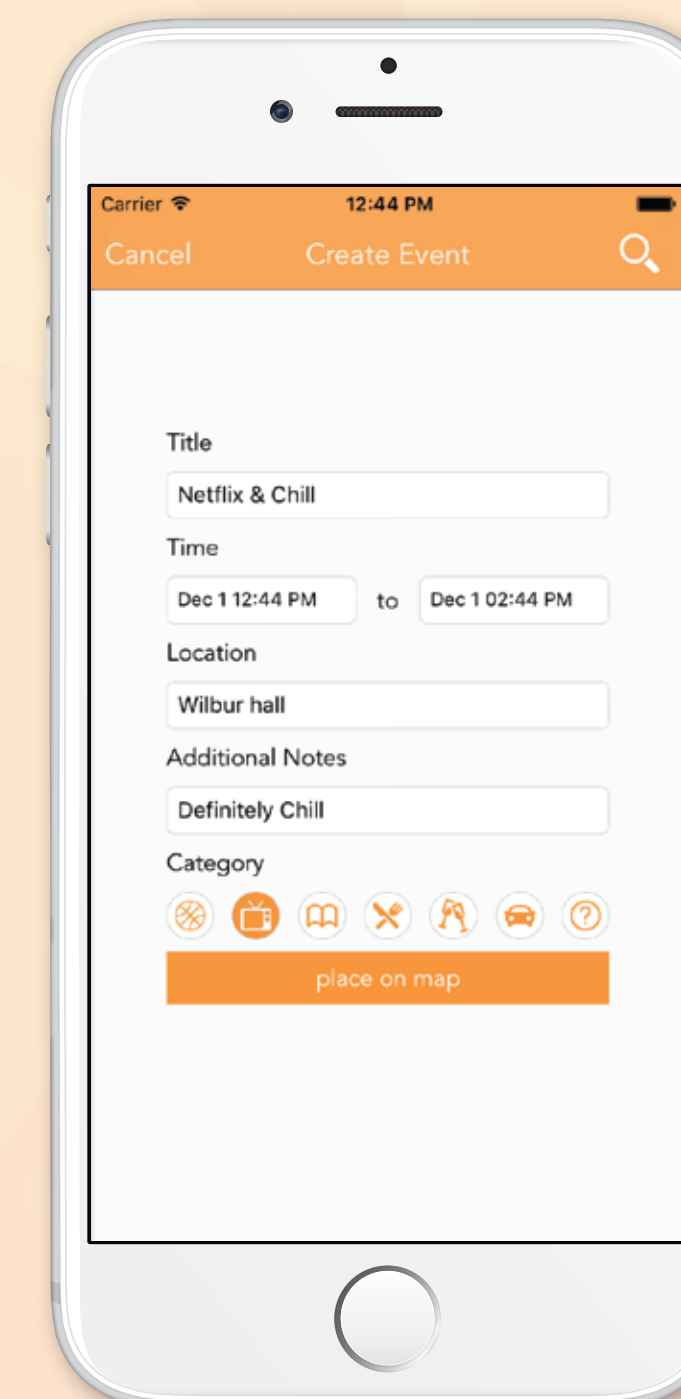 Carrier 12:44 PM
Cancel Create Event
Title
Netflix & Chill
Time
Dec 1 12:44 PM to Dec 1 02:44 PM
Location
Wilbur hall
Additional Notes
Definitely Chill
Category
?
place on map